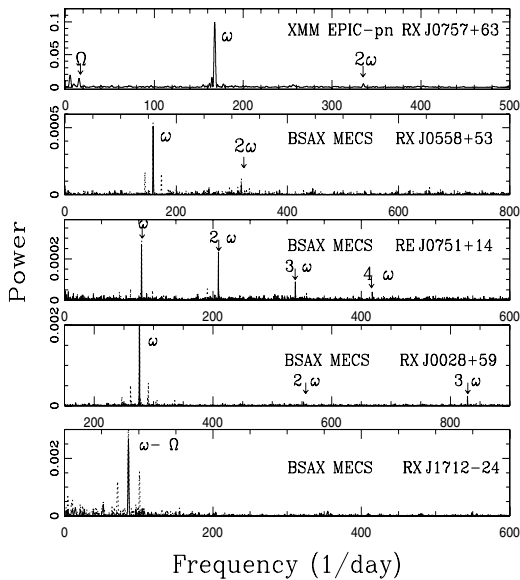 0.1
0.05
0
Ω
ω
2ω
XMM EPIC-pn RX J0757+63
0 100 200 300 400 500
0.0005
0
ω
2ω
BSAX MECS RX J0558+53
0 200 400 600 800
0.0002
0
ω
2 ω
3 ω
4 ω
BSAX MECS RE J0751+14
0 200 400 600
0
ω
2 ω
3 ω
BSAX MECS RX J0028+59
200 400 600 800
0.002
0
ω- Ω
BSAX MECS RX J1712-24
0 200 400 600
Power
Frequency (1/day)